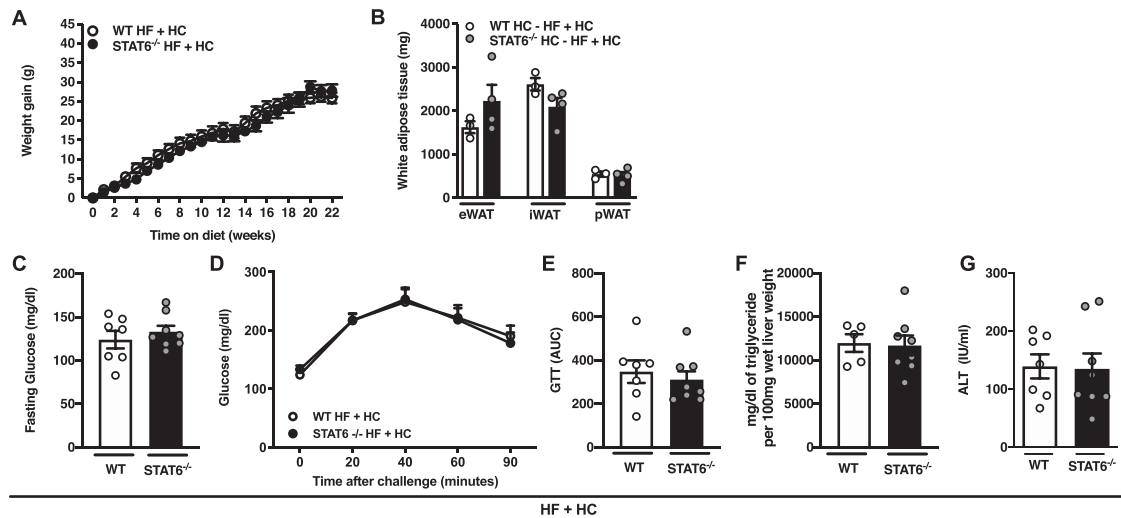 A
45
40
35
30
25
20
15
10
5
0
Weight gain (g)
WT HF + HC
STAT6-/- HF + HC
0 2 4 6 8 10 12 14 16 18 20 22
Time on diet (weeks)
B
4000
3000
2000
1000
0
White adipose tissue (mg)
WT HC - HF + HC
STAT6-/- HC - HF + HC
eWAT iWAT pWAT
C
200
150
100
50
0
Fasting Glucose (mg/dl)
WT STAT6-/-
D
300
200
100
0
Glucose (mg/dl)
WT HF + HC
STAT6 -/- HF + HC
0 20 40 60 90
Time after challenge (minutes)
E
800
600
400
200
0
GTT (AUC)
WT STAT6-/-
F
20000
15000
10000
5000
0
mg/dl of triglyceride
per 100mg wet liver weight
WT STAT6-/-
G
300
200
100
0
ALT (IU/ml)
WT STAT6-/-
HF + HC